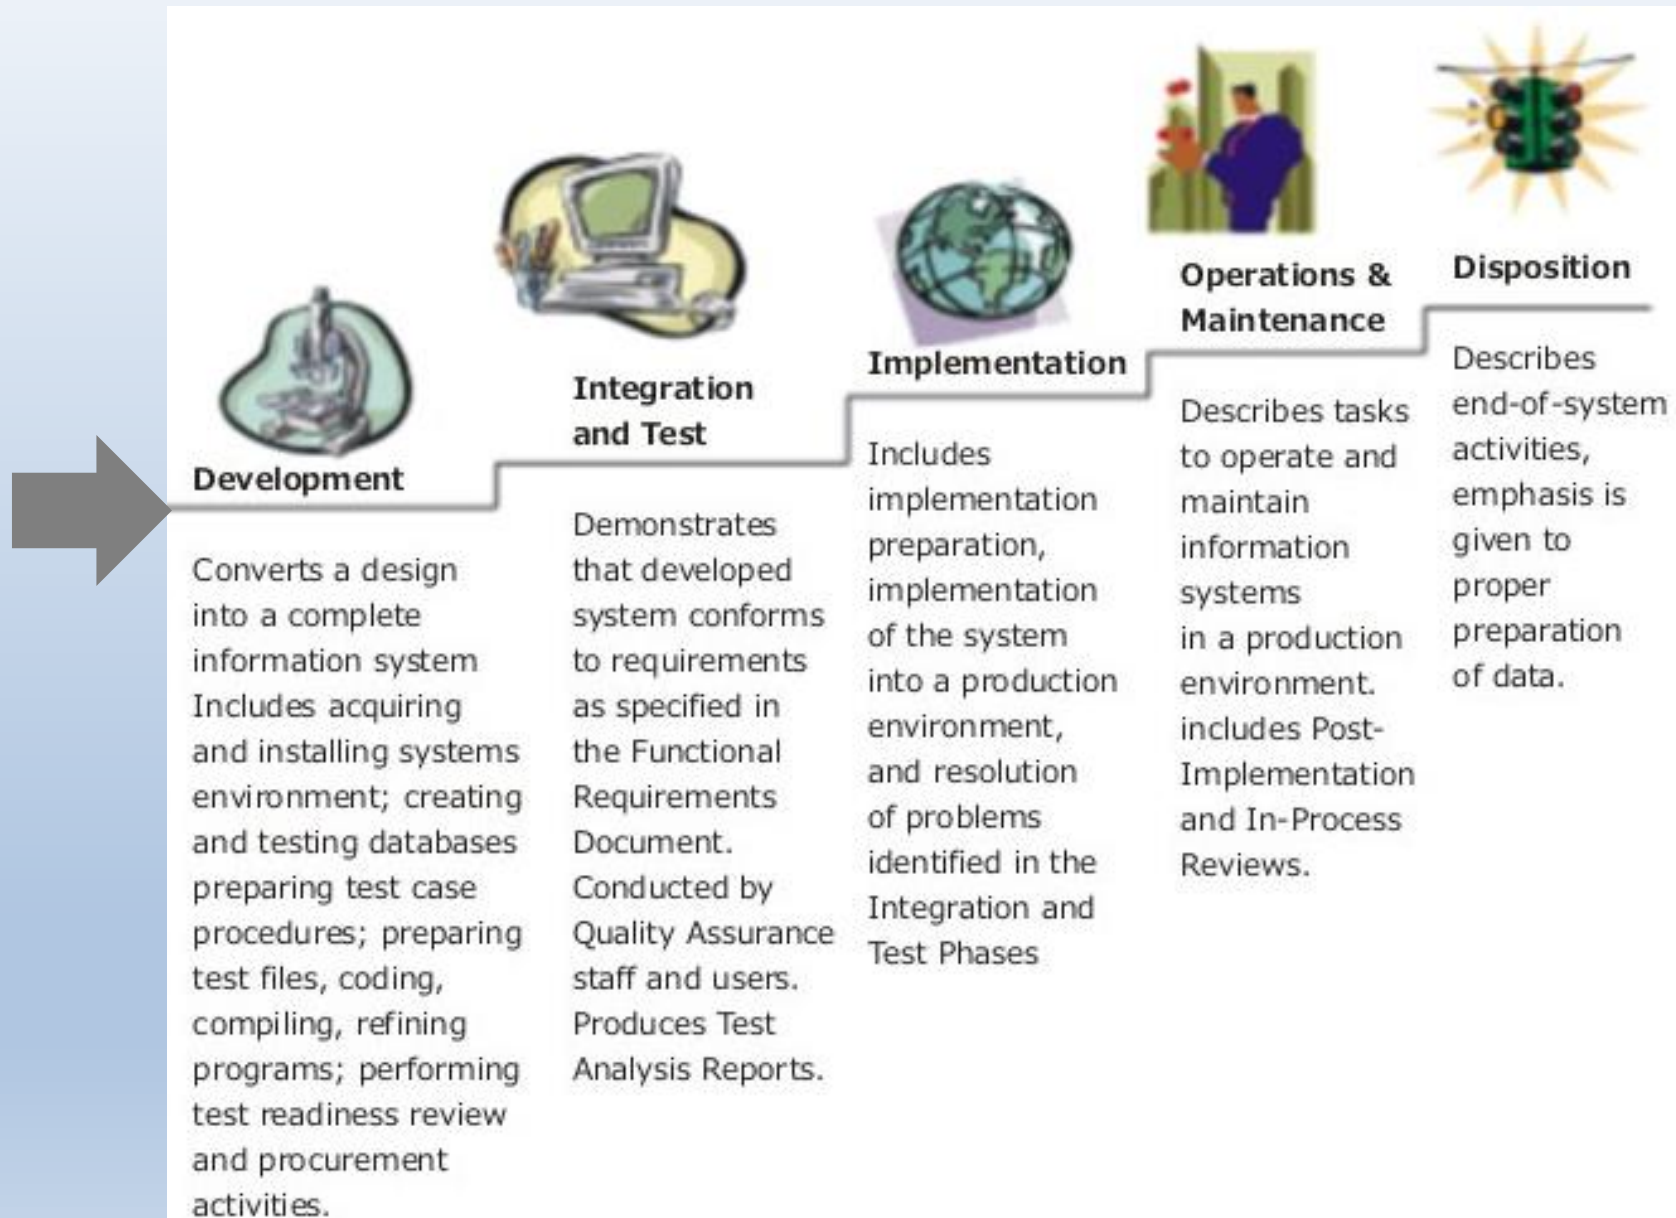 Development
Converts a design
into a complete
information system
Includes acquiring
and installing systems
environment; creating
and testing databases
preparing test case
procedures; preparing
test files, coding,
compiling, refining
programs; performing
test readiness review
and procurement
activities.
Integration
and Test
Demonstrates
that developed
system conforms
to requirements
as specified in
the Functional
Requirements
Document.
Conducted by
Quality Assurance
staff and users.
Produces Test
Analysis Reports.
Implementation
Includes
implementation
preparation,
implementation
of the system
into a production
environment,
and resolution
of problems
identified in the
Integration and
Test Phases
Operations &
Maintenance
Describes tasks
to operate and
maintain
information
systems
in a production
environment.
includes Post-
Implementation
and In-Process
Reviews.
Disposition
Describes
end-of-system
activities,
emphasis is
given to
proper
preparation
of data.